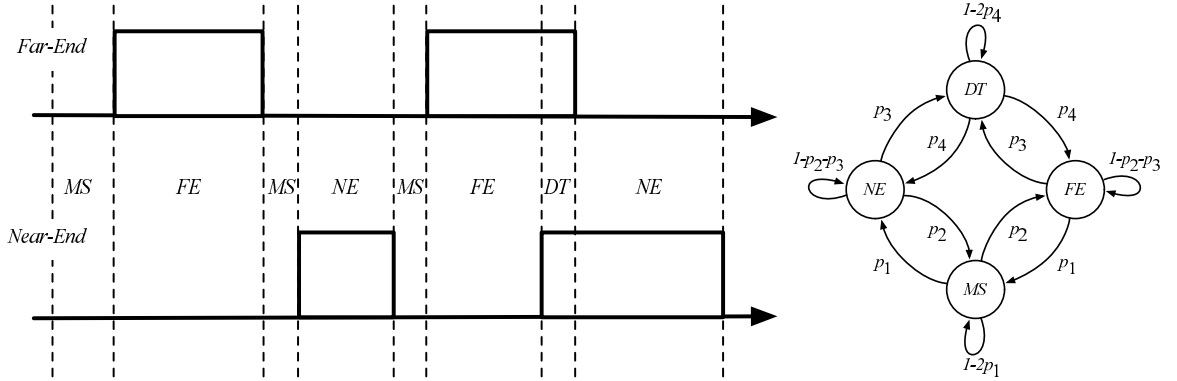 Far-End
MS FE MS NE MS FE DT NE
Near-End
1-2p4
DT
p3
p4
p4
p3
1-p2-p3
NE
FE
1-p2-p3
p2
p2
p1
p1
MS
1-2p1